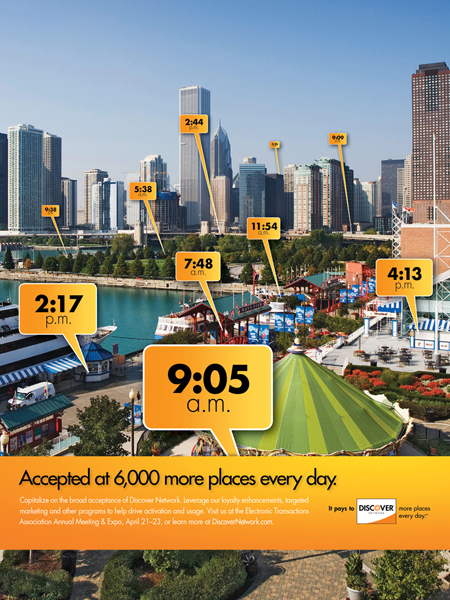 2:44
p.m.
9:09
5:38
a.m.
9:38
11:54
a.m.
7:48
a.m.
4:13
p.m.
2:17
p.m.
9:05
a.m.
Accepted at 6,000 more places every day.
Capitalize on the broad acceptance of Discover Network. Leverage our loyalty enhancements, targeted
marketing and other programs to help drive activation and usage. Visit us at the Electronic Transactions
Association Annual Meeting & Expo, April 21–23, or learn more at DiscoverNetwork.com.
It pays to
DISCOVER
NETWORK
more places
every day.